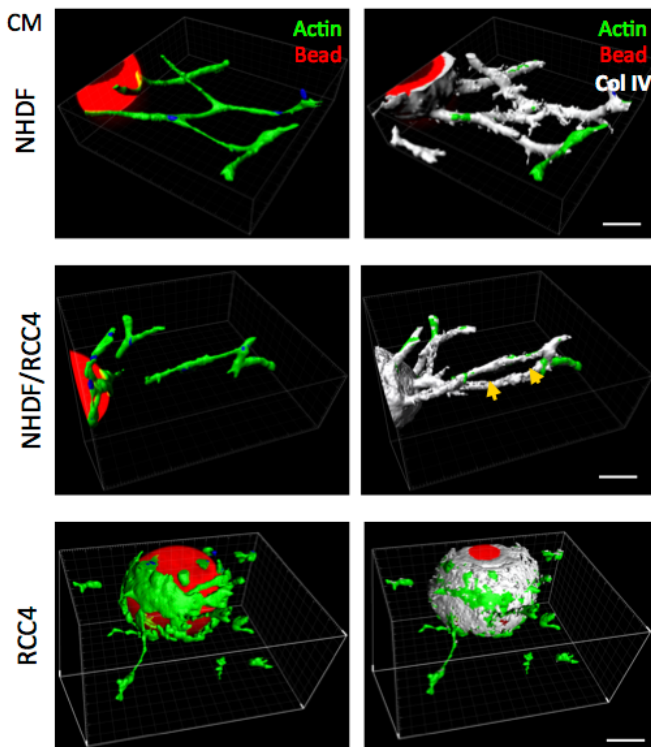 CM
Actin
Bead
Actin
Bead
Col IV
NHDF
NHDF/RCC4
RCC4